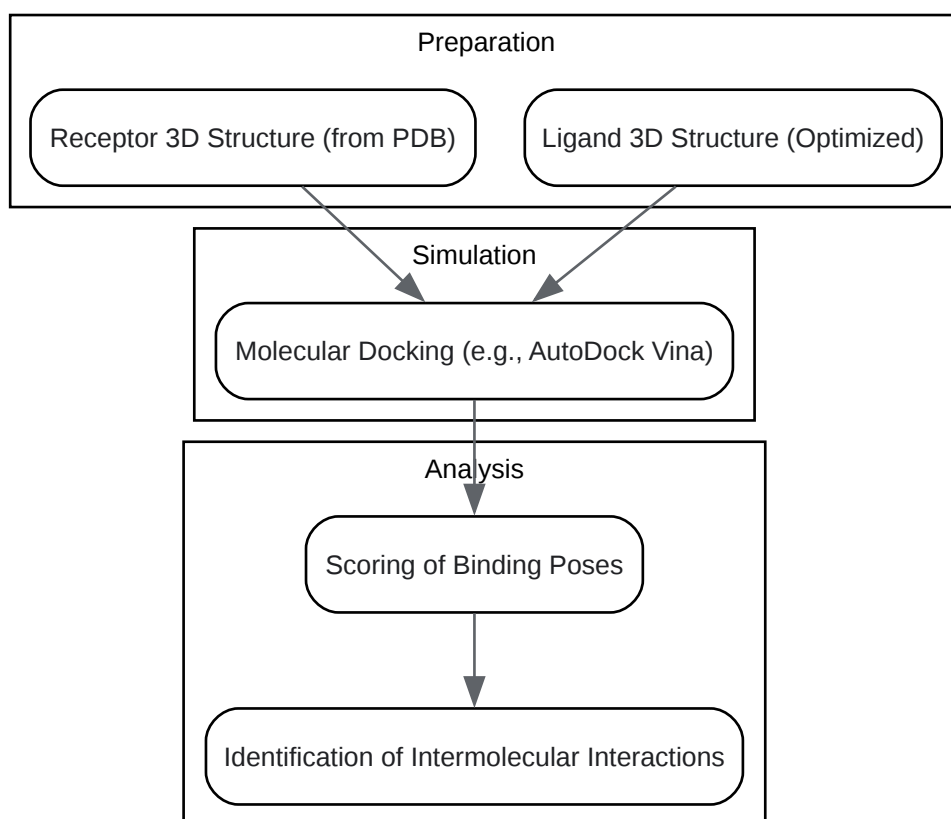 Preparation
Receptor 3D Structure (from PDB)
Ligand 3D Structure (Optimized)
Simulation
Molecular Docking (e.g., AutoDock Vina)
Analysis
Scoring of Binding Poses
Identification of Intermolecular Interactions